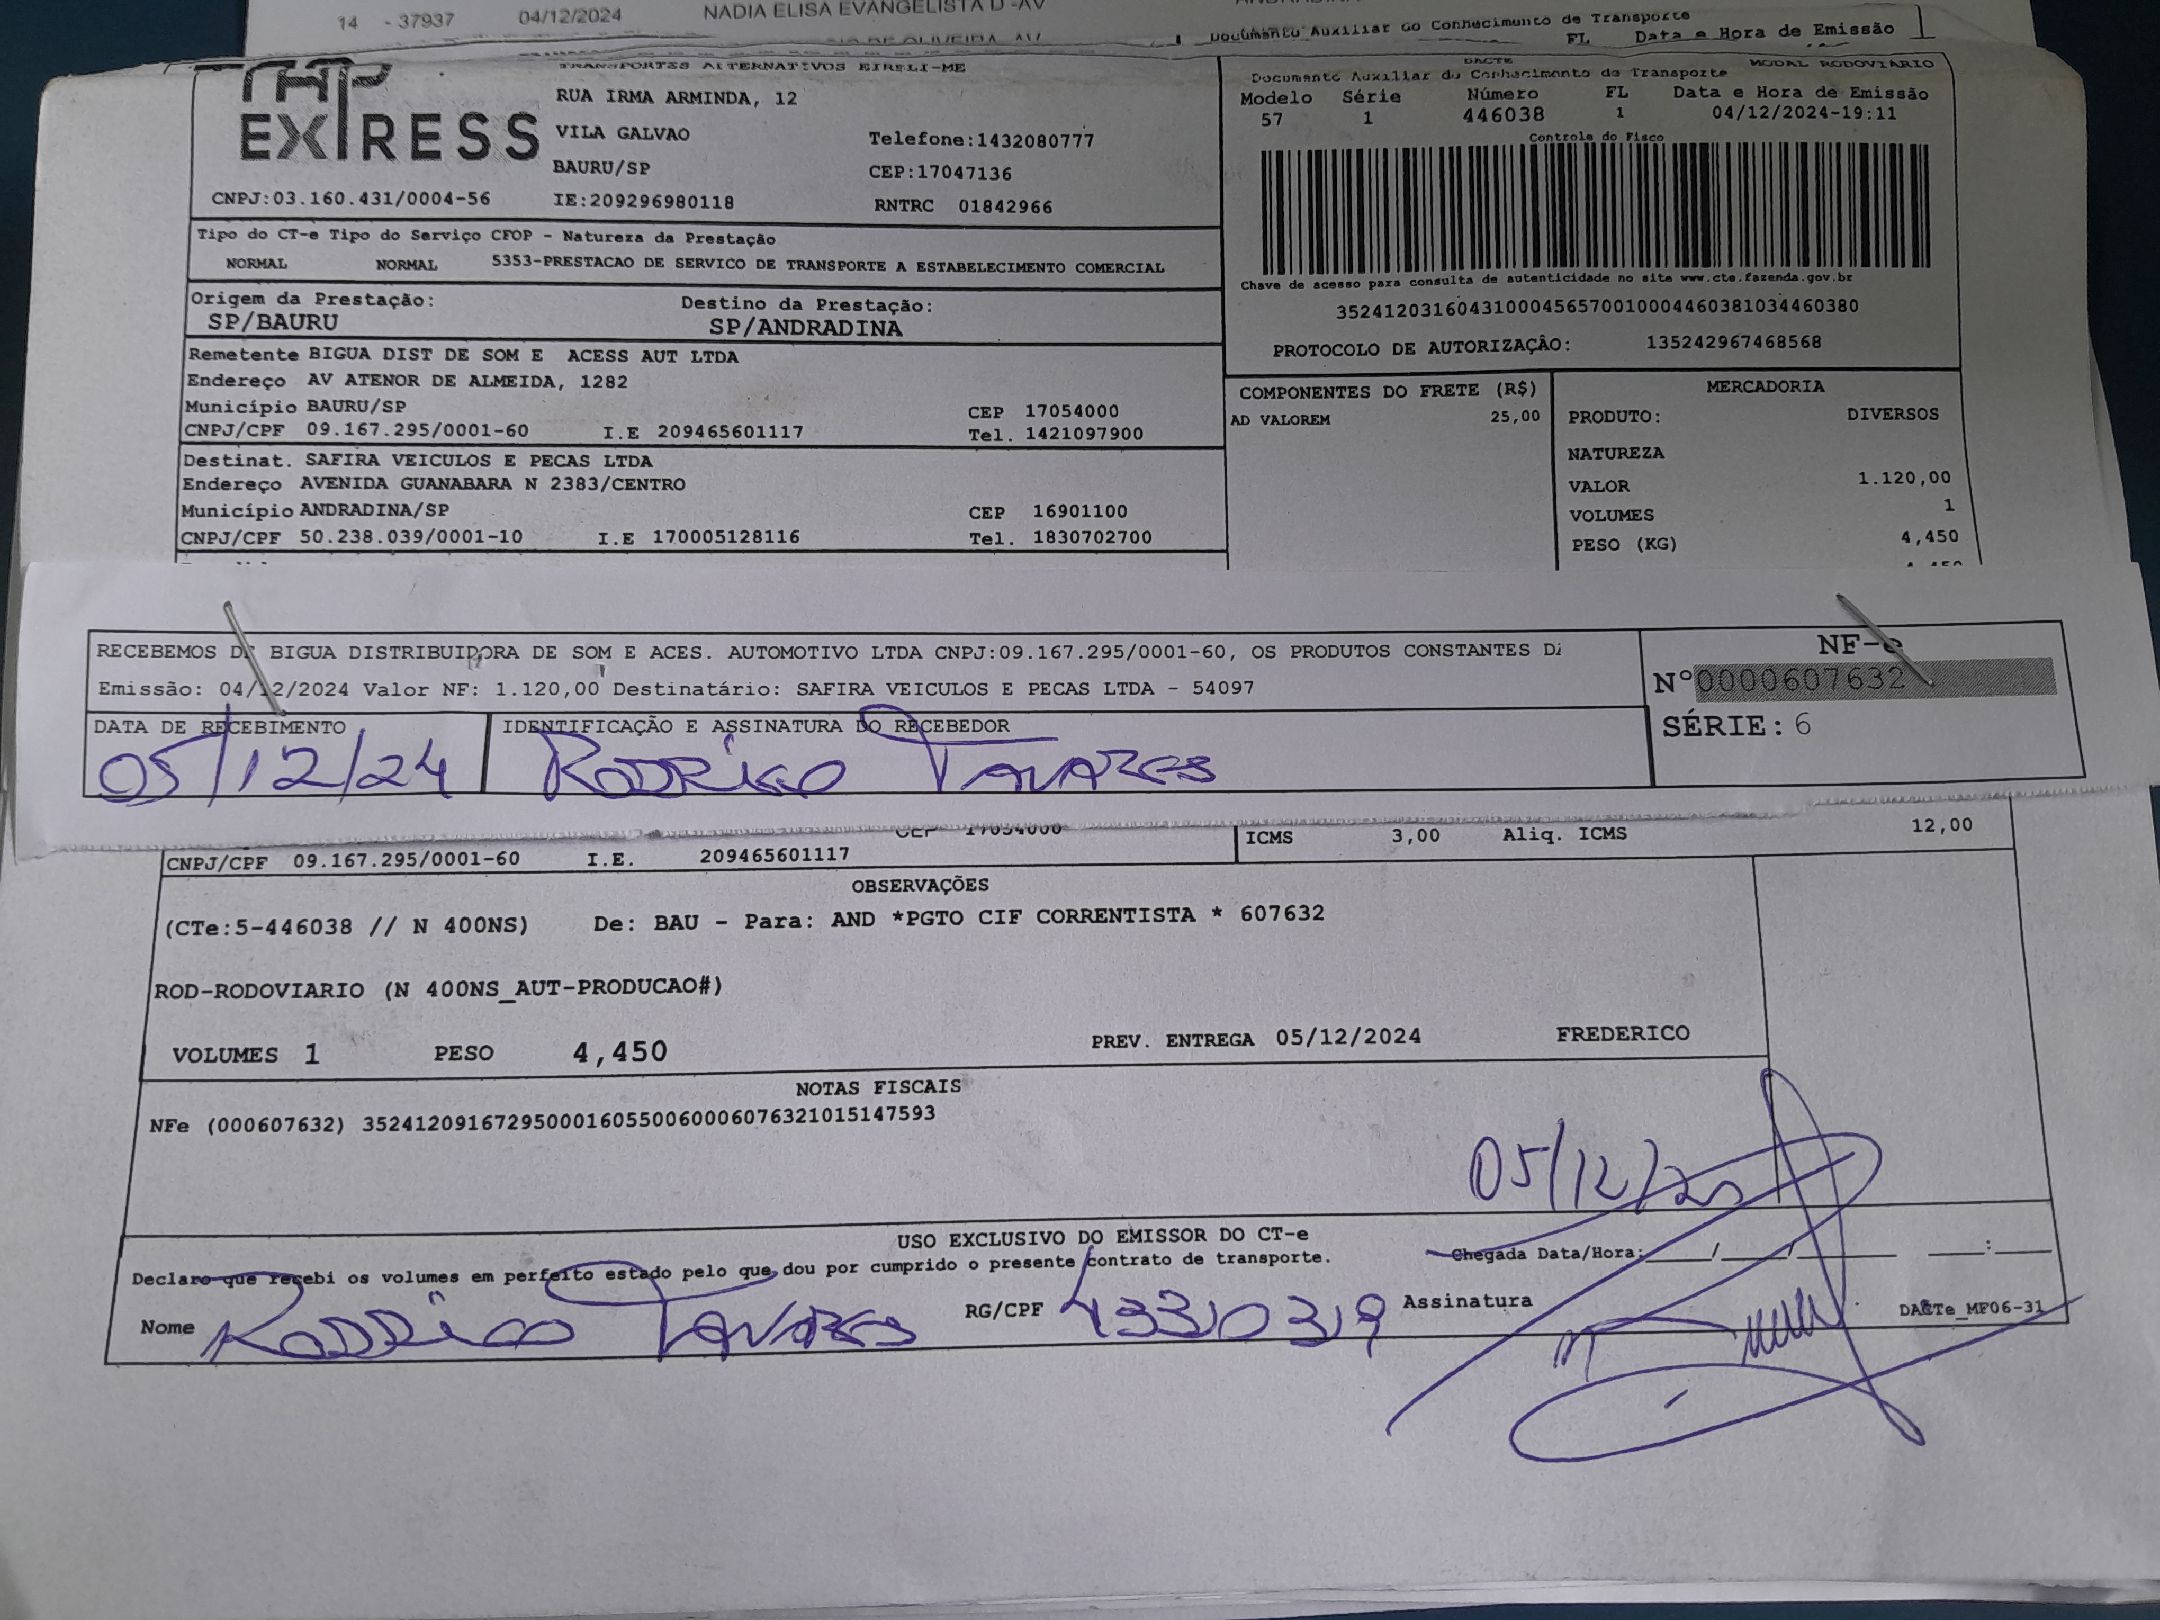 14 - 37937 04/12/2024 NADIA ELISA EVANGELISTA D -AV
Documento Auxiliar do Conhecimento de Transporte
FL Data e Hora de Emissão
EXPRESS
TRANSPORTES ALTERNATIVOS EIRELI-ME
RUA IRMA ARMINDA, 12
VILA GALVAO Telefone:1432080777
BAURU/SP CEP:17047136
CNPJ:03.160.431/0004-56 IE:209296980118 RNTRC 01842966
DACTE MODAL RODOVIARIO
Documento Auxiliar do Conhecimento de Transporte
Modelo Série Número FL Data e Hora de Emissão
57 1 446038 1 04/12/2024-19:11
Controle do Fisco
Chave de acesso para consulta de autenticidade no site www.cte.fazenda.gov.br
35241203160431000456570010004460381034460380
PROTOCOLO DE AUTORIZAÇÂO: 135242967468568
Tipo do CT-e Tipo do Serviço CFOP - Natureza da Prestação
NORMAL NORMAL 5353-PRESTACAO DE SERVICO DE TRANSPORTE A ESTABELECIMENTO COMERCIAL
Origem da Prestação: Destino da Prestação:
SP/BAURU SP/ANDRADINA
Remetente BIGUA DIST DE SOM E ACESS AUT LTDA
Endereço AV ATENOR DE ALMEIDA, 1282
Município BAURU/SP CEP 17054000
CNPJ/CPF 09.167.295/0001-60 I.E 209465601117 Tel. 1421097900
Destinat. SAFIRA VEICULOS E PECAS LTDA
Endereço AVENIDA GUANABARA N 2383/CENTRO
Município ANDRADINA/SP CEP 16901100
CNPJ/CPF 50.238.039/0001-10 I.E 170005128116 Tel. 1830702700
COMPONENTES DO FRETE (R$)
AD VALOREM 25,00
MERCADORIA
PRODUTO: DIVERSOS
NATUREZA
VALOR 1.120,00
VOLUMES 1
PESO (KG) 4,450
RECEBEMOS DE BIGUA DISTRIBUIDORA DE SOM E ACES. AUTOMOTIVO LTDA CNPJ:09.167.295/0001-60, OS PRODUTOS CONSTANTES
Emissão: 04/12/2024 Valor NF: 1.120,00 Destinatário: SAFIRA VEICULOS E PECAS LTDA - 54097
DATA DE RECEBIMENTO IDENTIFICAÇÃO E ASSINATURA DO RECEBEDOR
05/12/24 RODRIGO TAVARES
NF-e
Nº0000607632
SÉRIE: 6
CEP 17054000
ICMS 3,00 Aliq. ICMS 12,00
CNPJ/CPF 09.167.295/0001-60 I.E. 209465601117
OBSERVAÇÕES
(CTe:5-446038 // N 400NS) De: BAU - Para: AND *PGTO CIF CORRENTISTA * 607632
ROD-RODOVIARIO (N 400NS_AUT-PRODUCAO#)
VOLUMES 1 PESO 4,450 PREV. ENTREGA 05/12/2024 FREDERICO
NOTAS FISCAIS
NFe (000607632) 35241209167295000160550060006076321015147593
USO EXCLUSIVO DO EMISSOR DO CT-e
Declaro que recebi os volumes em perfeito estado pelo que dou por cumprido o presente contrato de transporte. Chegada Data/Hora: / / :
Nome RODRIGO TAVARES RG/CPF Assinatura DACTe_MF06-31